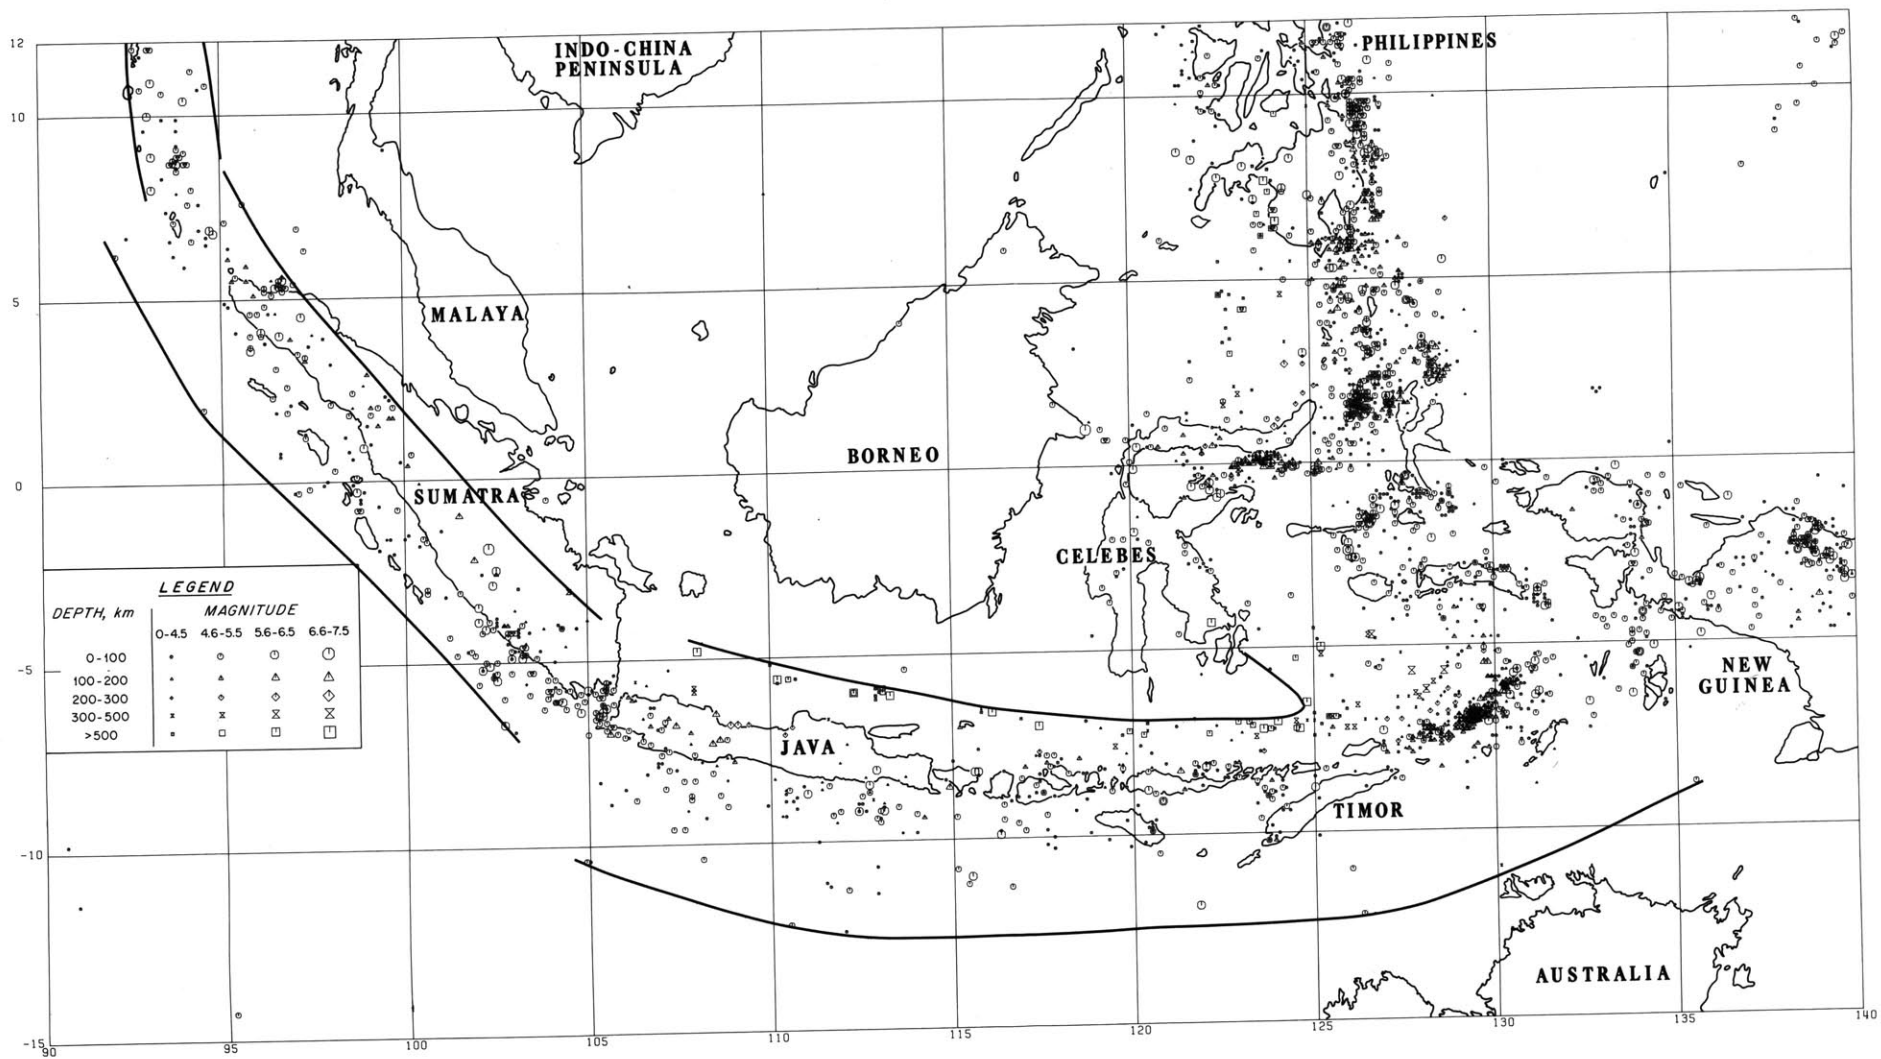 12
INDO-CHINA
PENINSULA
PHILIPPINES
10
5
MALAYA
BORNEO
0
SUMATRA
CELEBES
LEGEND
DEPTH, km
MAGNITUDE
0-4.5 4.6-5.5 5.6-6.5 6.6-7.5
0-100
100-200
200-300
300-500
>500
-5
NEW
GUINEA
JAVA
TIMOR
-10
AUSTRALIA
-15
90 95 100 105 110 115 120 125 130 135 140